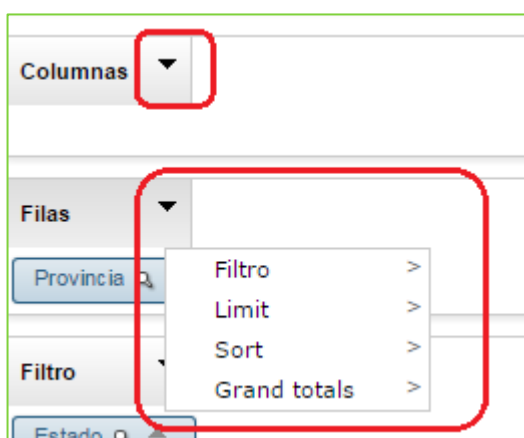 Columnas
Filas
Provincia
Filtro >
Limit >
Sort >
Grand totals >
Filtro
Estado